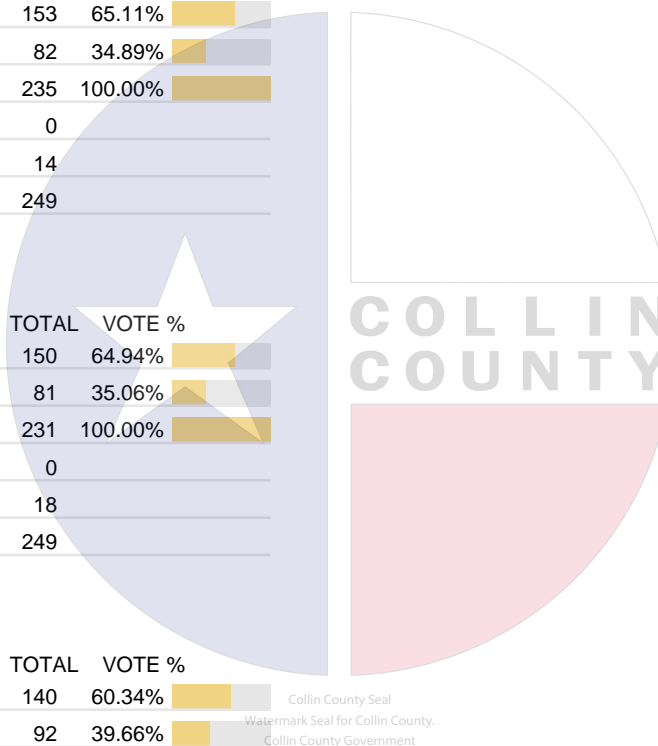 153 65.11%
82 34.89%
235 100.00%
0
14
249
TOTAL VOTE %
150 64.94%
81 35.06%
231 100.00%
0
18
249
COLLIN
COUNTY
TOTAL VOTE %
140 60.34%
92 39.66%
Collin County Seal
Watermark Seal for Collin County.
Collin County Government